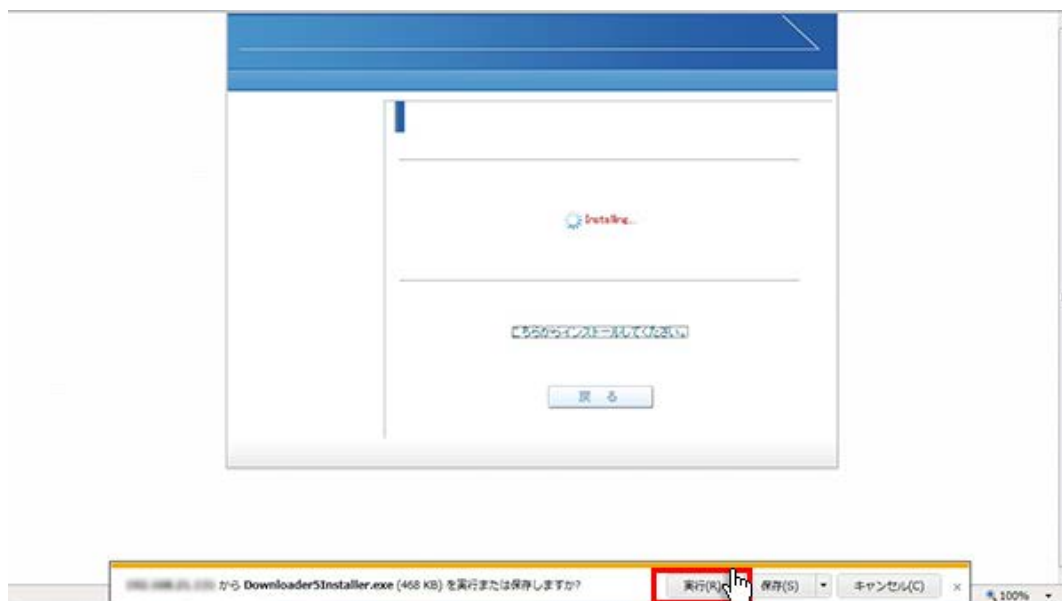 Installing...
こちらからインストールしてください。
戻 る
から Downloader5Installer.exe (468 KB) を実行または保存しますか?
実行(R) 保存(S) キャンセル(C) ×
100%